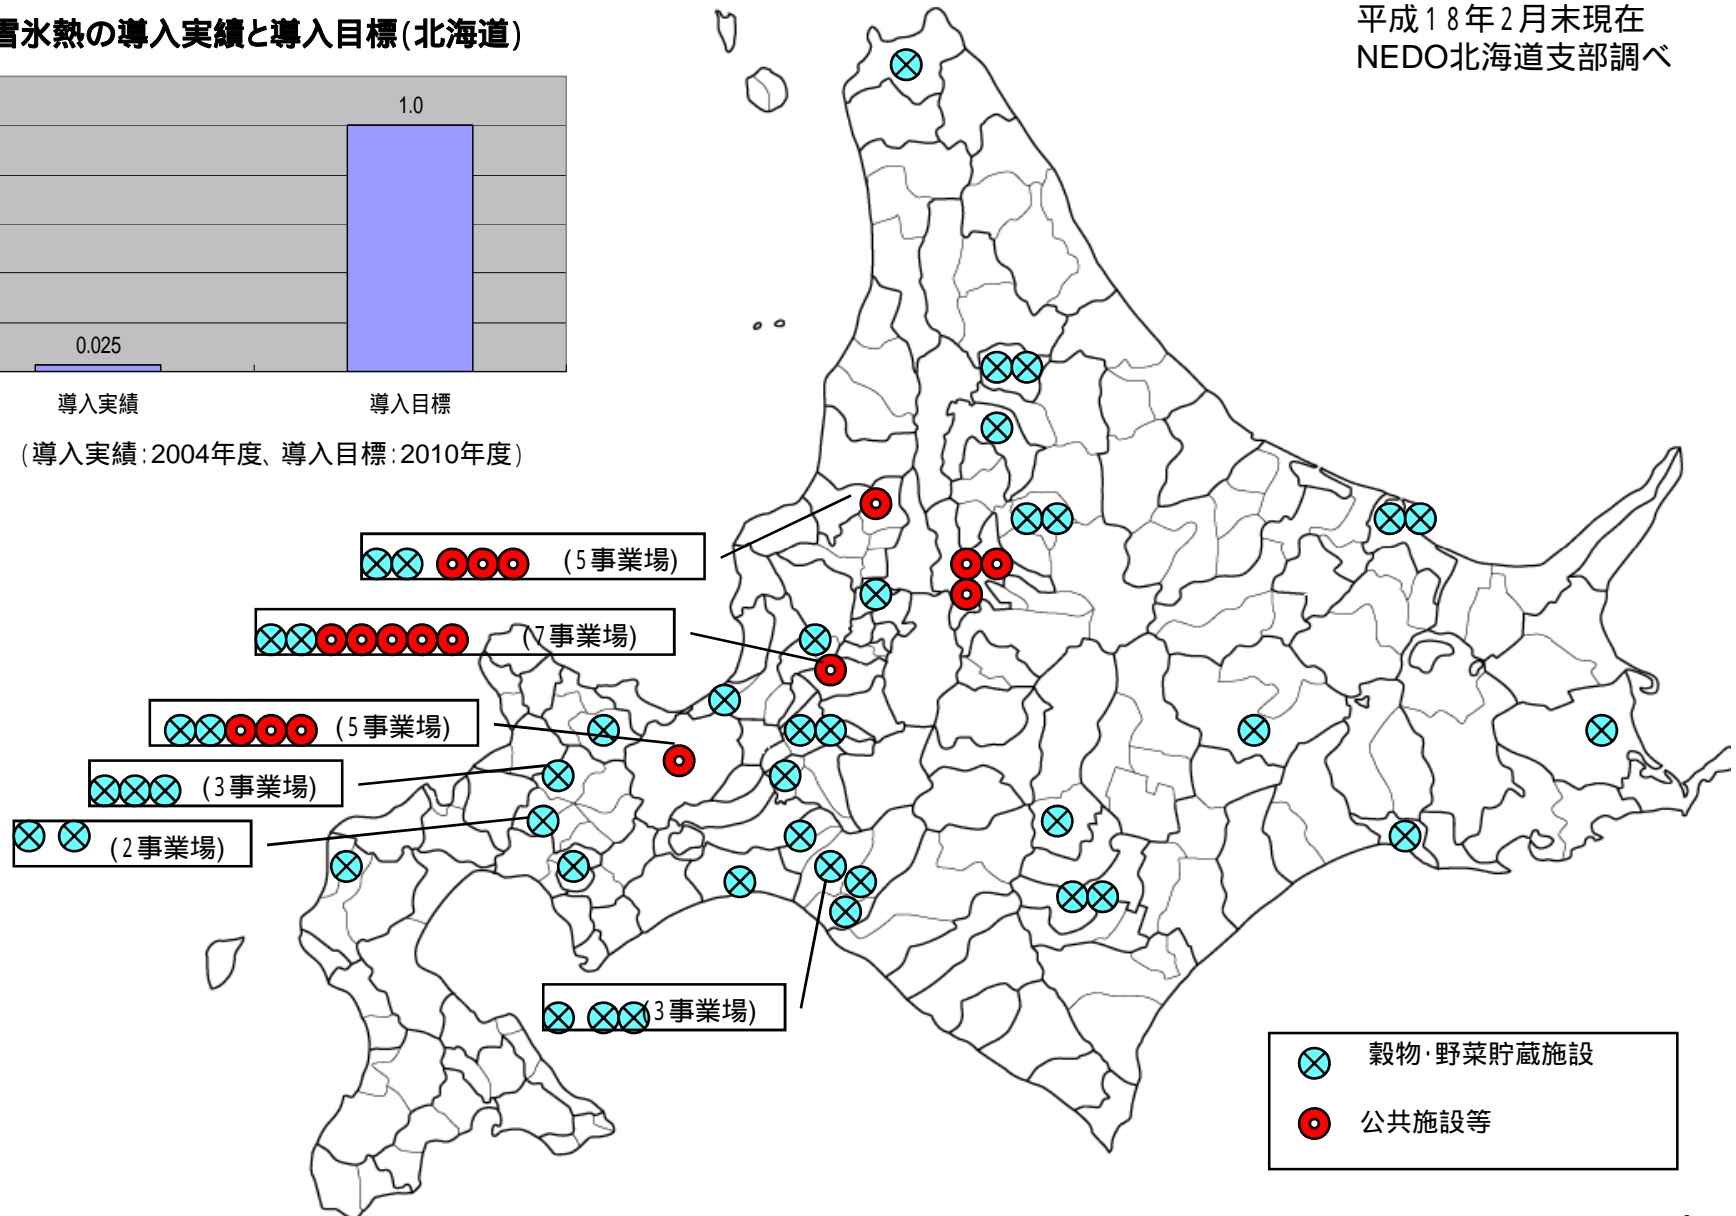 雪氷熱の導入実績と導入目標(北海道)
平成18年2月末現在
NEDO北海道支部調べ
1.0
0.025
導入実績
導入目標
(導入実績:2004年度、導入目標:2010年度)
(5事業場)
(7事業場)
(5事業場)
(3事業場)
(2事業場)
(3事業場)
穀物・野菜貯蔵施設
公共施設等